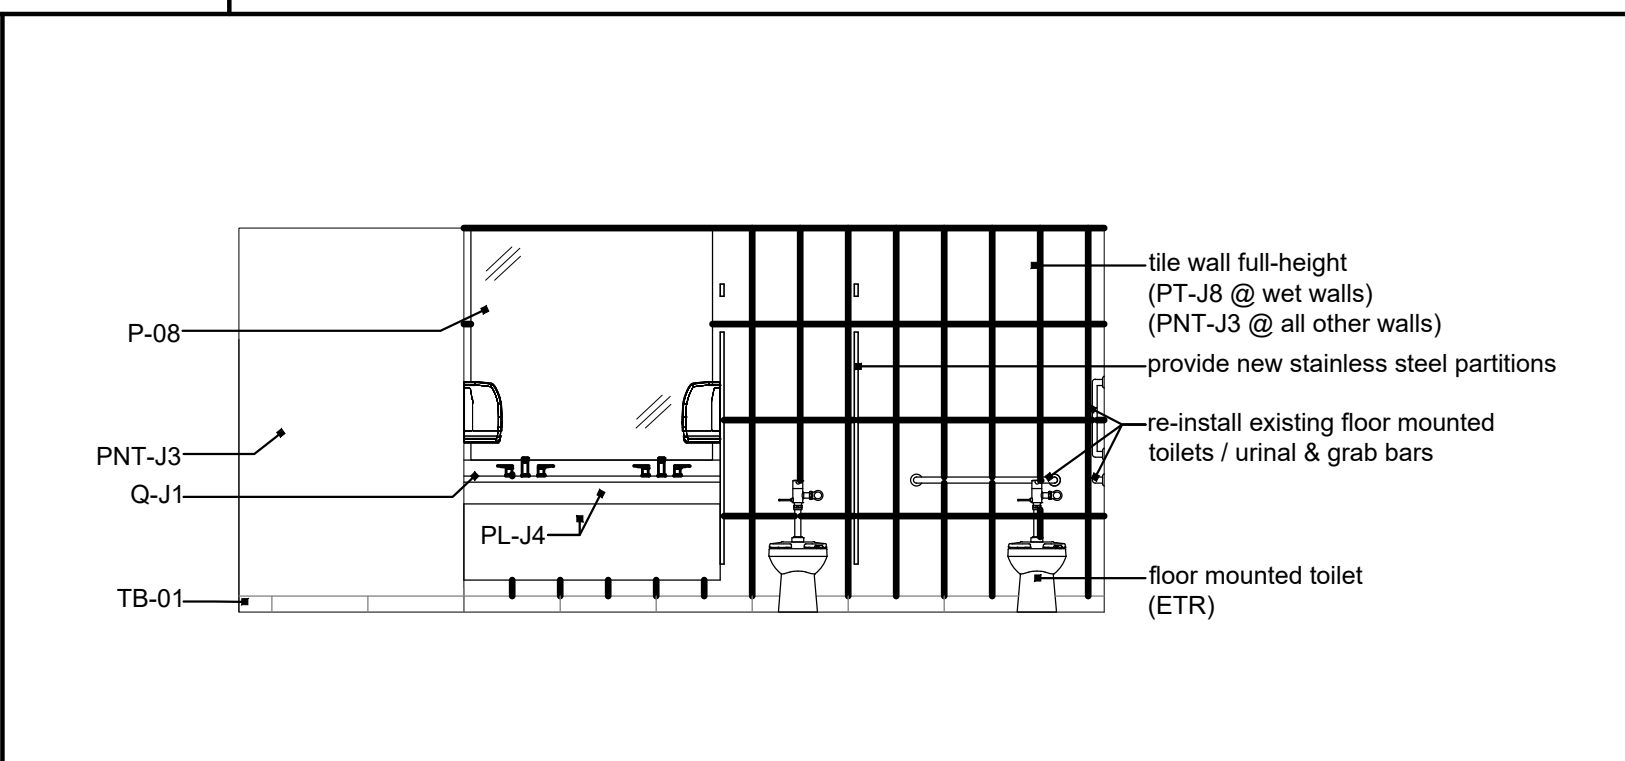 P-08
PNT-J3
Q-J1
PL-J4
TB-01
tile wall full-height
(PT-J8 @ wet walls)
(PNT-J3 @ all other walls)
provide new stainless steel partitions
re-install existing floor mounted
toilets / urinal & grab bars
floor mounted toilet
(ETR)